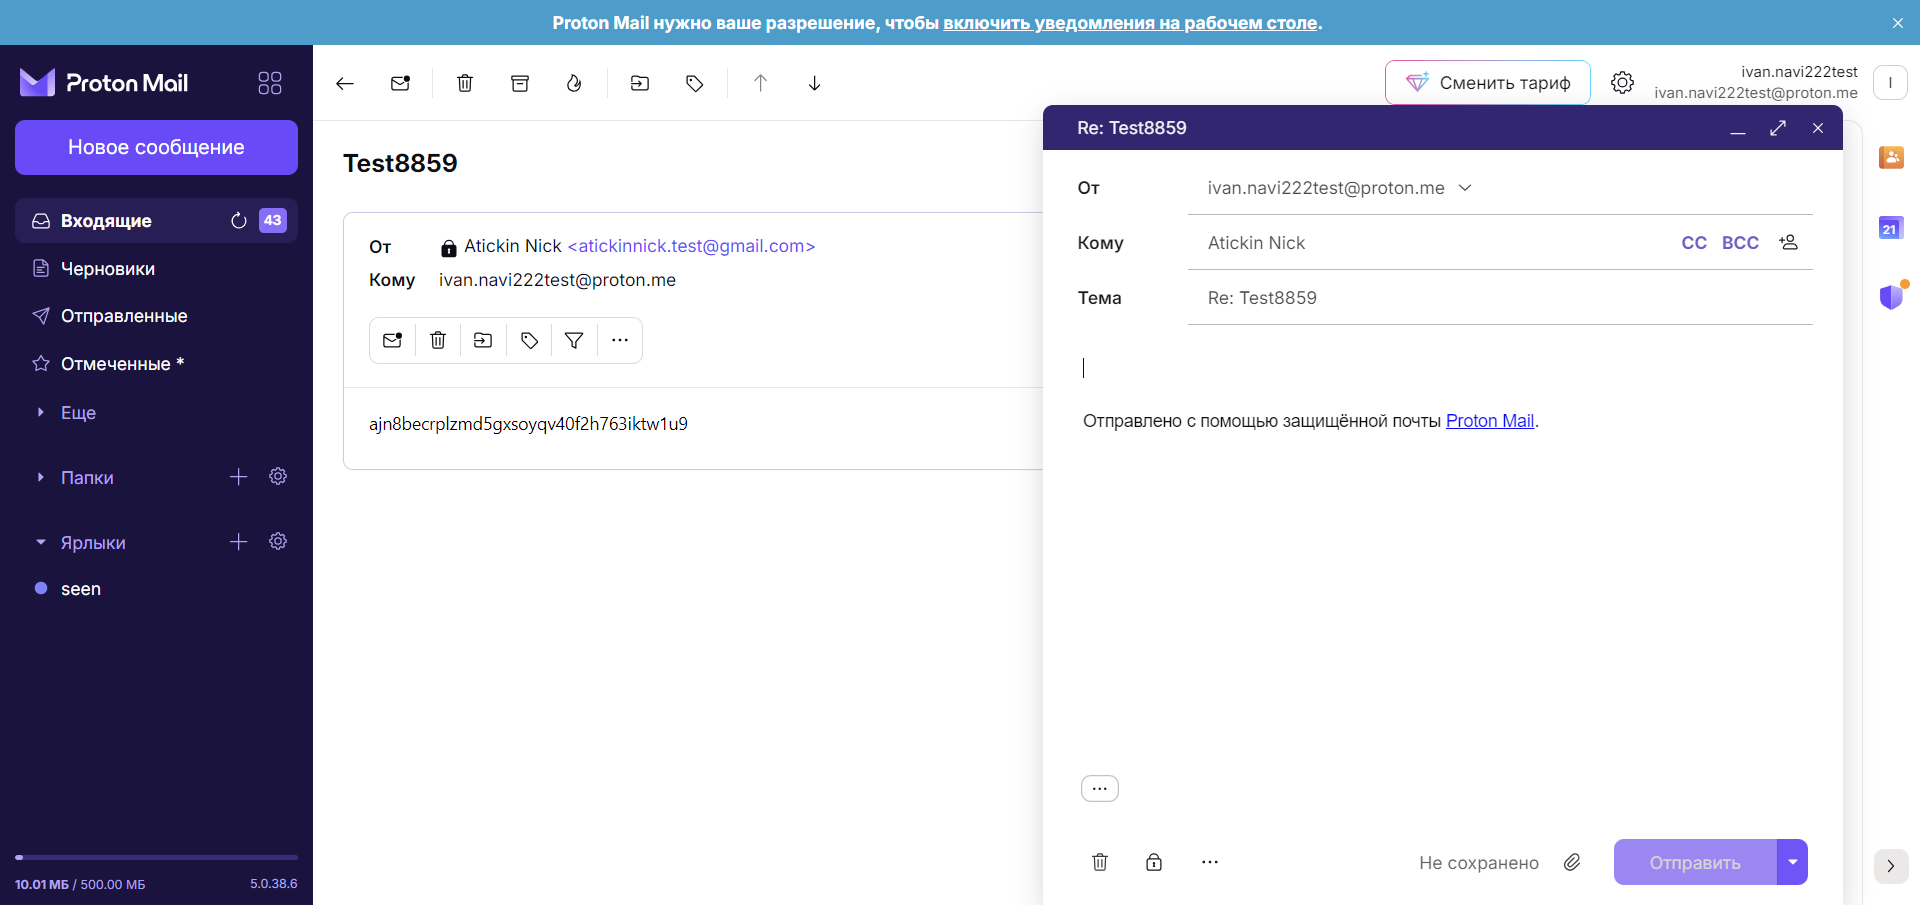 Proton Mail нужно ваше разрешение, чтобы включить уведомления на рабочем столе.
Proton Mail
Новое сообщение
Входящие 43
Черновики
Отправленные
Отмеченные *
Еще
Папки
Ярлыки
seen
10.01 МБ / 500.00 МБ 5.0.38.6
Сменить тариф
ivan.navi222test
ivan.navi222test@proton.me
I
Test8859
От Atickin Nick <atickinnick.test@gmail.com>
Кому ivan.navi222test@proton.me
ajn8becrplzmd5gxsoyqv40f2h763iktw1u9
Re: Test8859
От ivan.navi222test@proton.me
Кому Atickin Nick CC BCC
Тема Re: Test8859
Отправлено с помощью защищённой почты Proton Mail.
Не сохранено Отправить
21